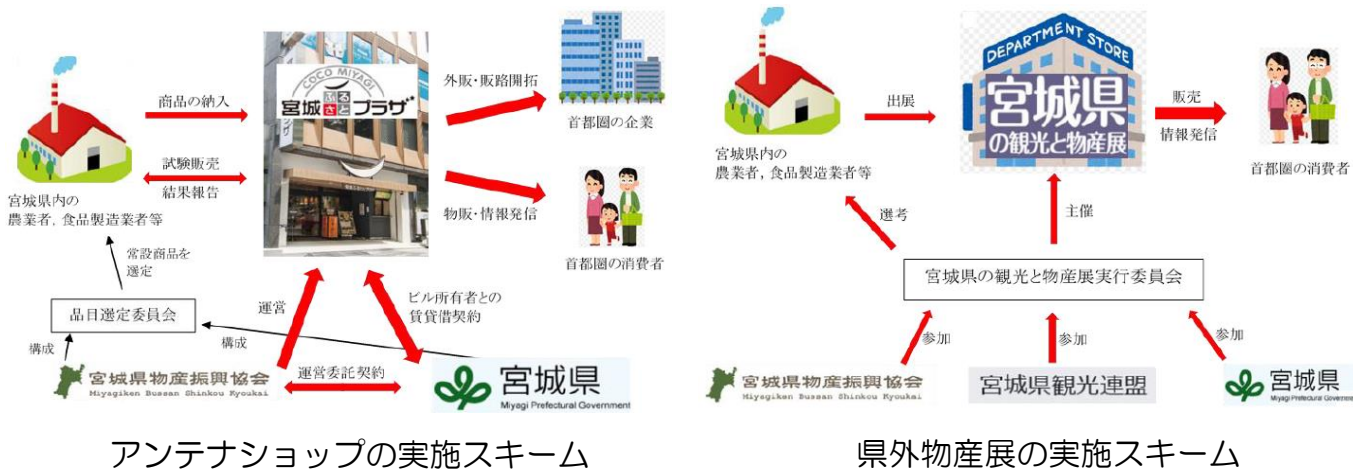 商品の納入
試験販売
結果報告
宮城県内の
農業者，食品製造業者等
常設商品を
選定
品目選定委員会
構成
構成
宮城県物産振興協会
Miyagiken Bussan Shinkou Kyoukai
COCO MIYAGI
宮城ふるさとプラザ
外販・販路開拓
首都圏の企業
物販・情報発信
首都圏の消費者
運営
ビル所有者との
賃貸借契約
運営委託契約
宮城県
Miyagi Prefectural Government
アンテナショップの実施スキーム
宮城県内の
農業者，食品製造業者等
出展
DEPARTMENT STORE
宮城県
の観光と物産展
販売
情報発信
首都圏の消費者
選考
主催
宮城県の観光と物産展実行委員会
参加
参加
参加
宮城県物産振興協会
Miyagiken Bussan Shinkou Kyoukai
宮城県観光連盟
宮城県
Miyagi Prefectural Government
県外物産展の実施スキーム